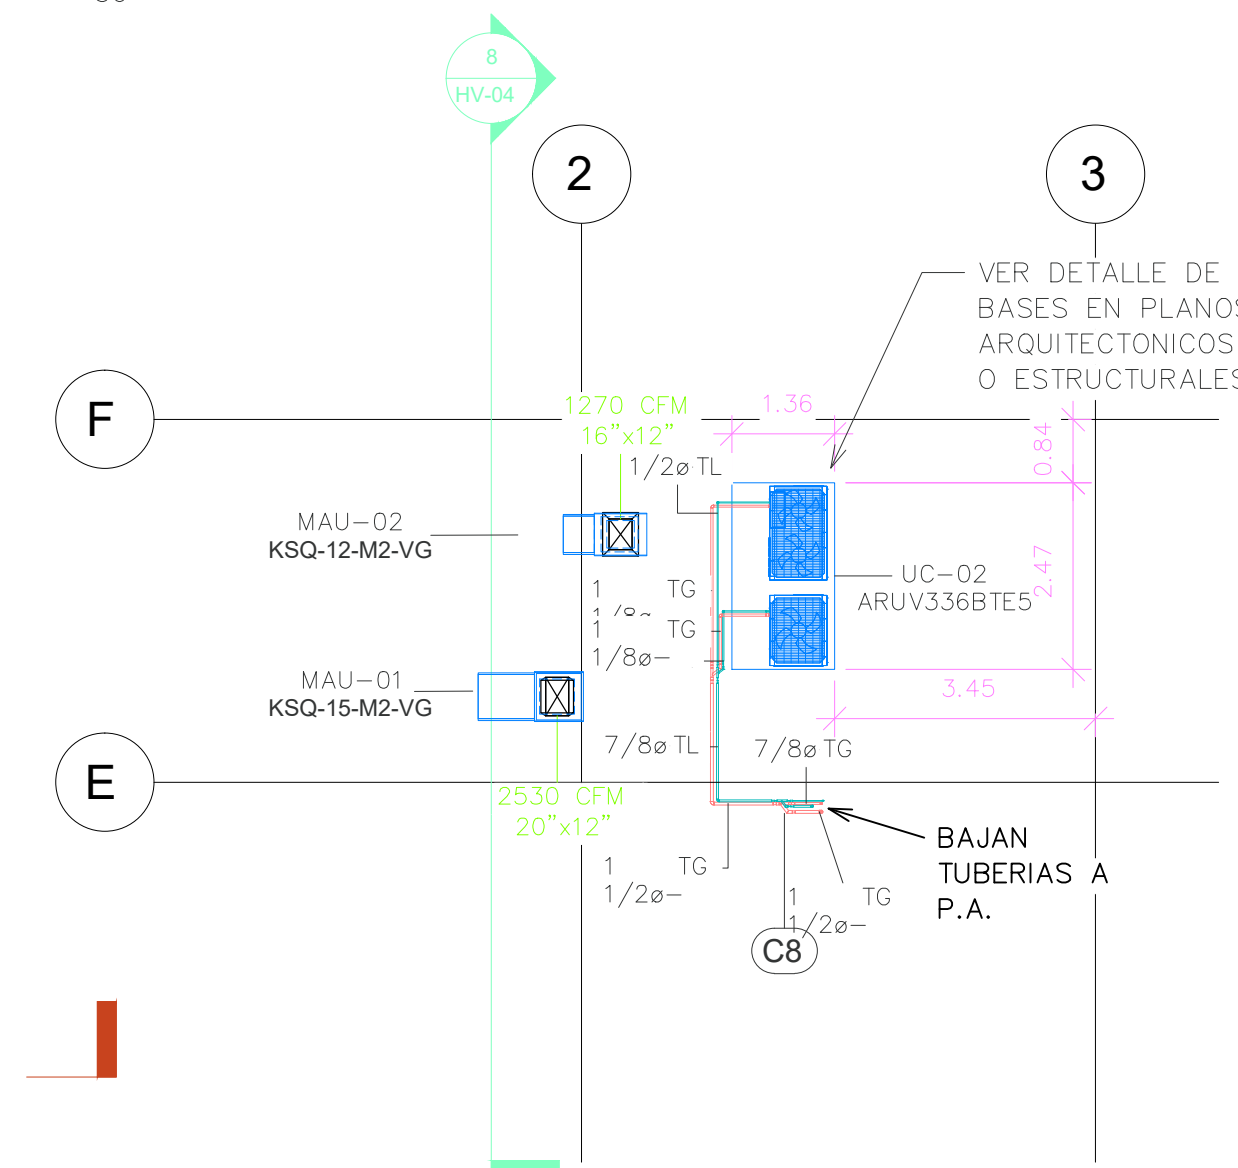 8
HV-04
2
3
VER DETALLE DE
BASES EN PLANOS
ARQUITECTONICOS
O ESTRUCTURALES
F
1270 CFM
16"x12"
1.36
0.84
1/2ø TL
MAU-02
KSQ-12-M2-VG
UC-02
ARUV336BTE5
2.47
1 TG
1 TG
1/8ø-
MAU-01
KSQ-15-M2-VG
3.45
7/8ø TL
7/8ø TG
E
2530 CFM
20"x12"
BAJAN
TUBERIAS A
P.A.
1 TG
1/2ø-
1 TG
1/2ø-
C8